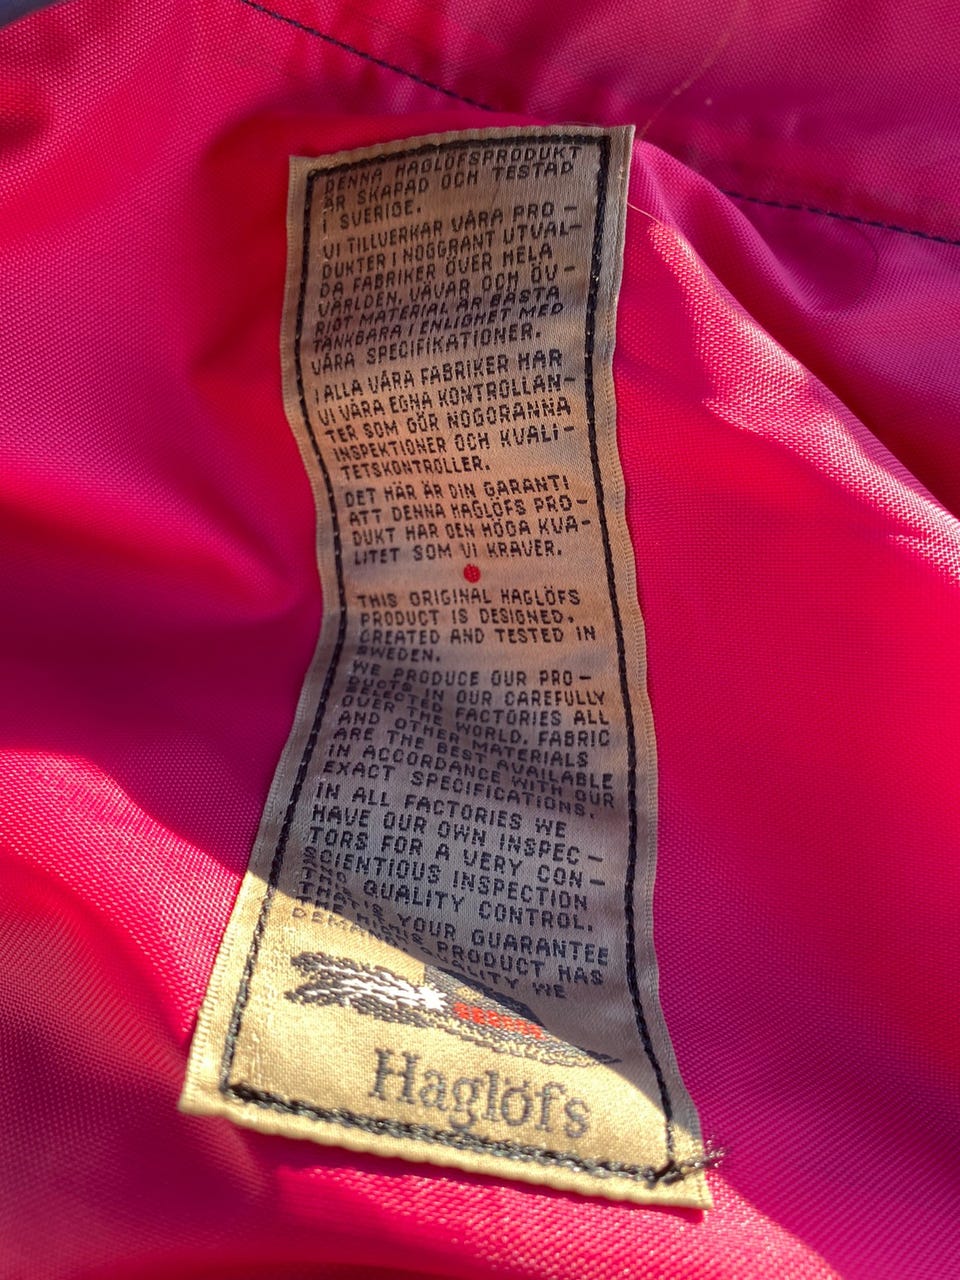 DENNA HAGLÖFSPRODUKT
ÄR SKAPAD OCH TESTAD
I SVERIGE.
VI TILLVERKAR VÅRA PRO-
DUKTER I NOGGRANT UTVAL-
DA FABRIKER ÖVER HELA
VÄRLDEN. VÄVAR OCH ÖV-
RIGT MATERIAL ÄR BÄSTA
TÄNKBARA I ENLIGHET MED
VÅRA SPECIFIKATIONER.
I ALLA VÅRA FABRIKER HAR
VI VÅRA EGNA KONTROLLAN-
TER SOM GÖR NOGGRANNA
INSPEKTIONER OCH KVALI-
TETSKONTROLLER.
DET HÄR ÄR DIN GARANTI
ATT DENNA HAGLÖFS PRO-
DUKT HAR DEN HÖGA KVA-
LITET SOM VI KRÄVER.
THIS ORIGINAL HAGLÖFS
PRODUCT IS DESIGNED,
CREATED AND TESTED IN
SWEDEN.
WE PRODUCE OUR PRO-
DUCTS IN OUR CAREFULLY
SELECTED FACTORIES ALL
OVER THE WORLD. FABRIC
AND OTHER MATERIALS
ARE THE BEST AVAILABLE
IN ACCORDANCE WITH OUR
EXACT SPECIFICATIONS.
IN ALL FACTORIES WE
HAVE OUR OWN INSPEC-
TORS FOR A VERY CON-
SCIENTIOUS INSPECTION
QUALITY CONTROL.
THAT'S YOUR GUARANTEE
PRODUCT HAS
QUALITY WE
Haglöfs